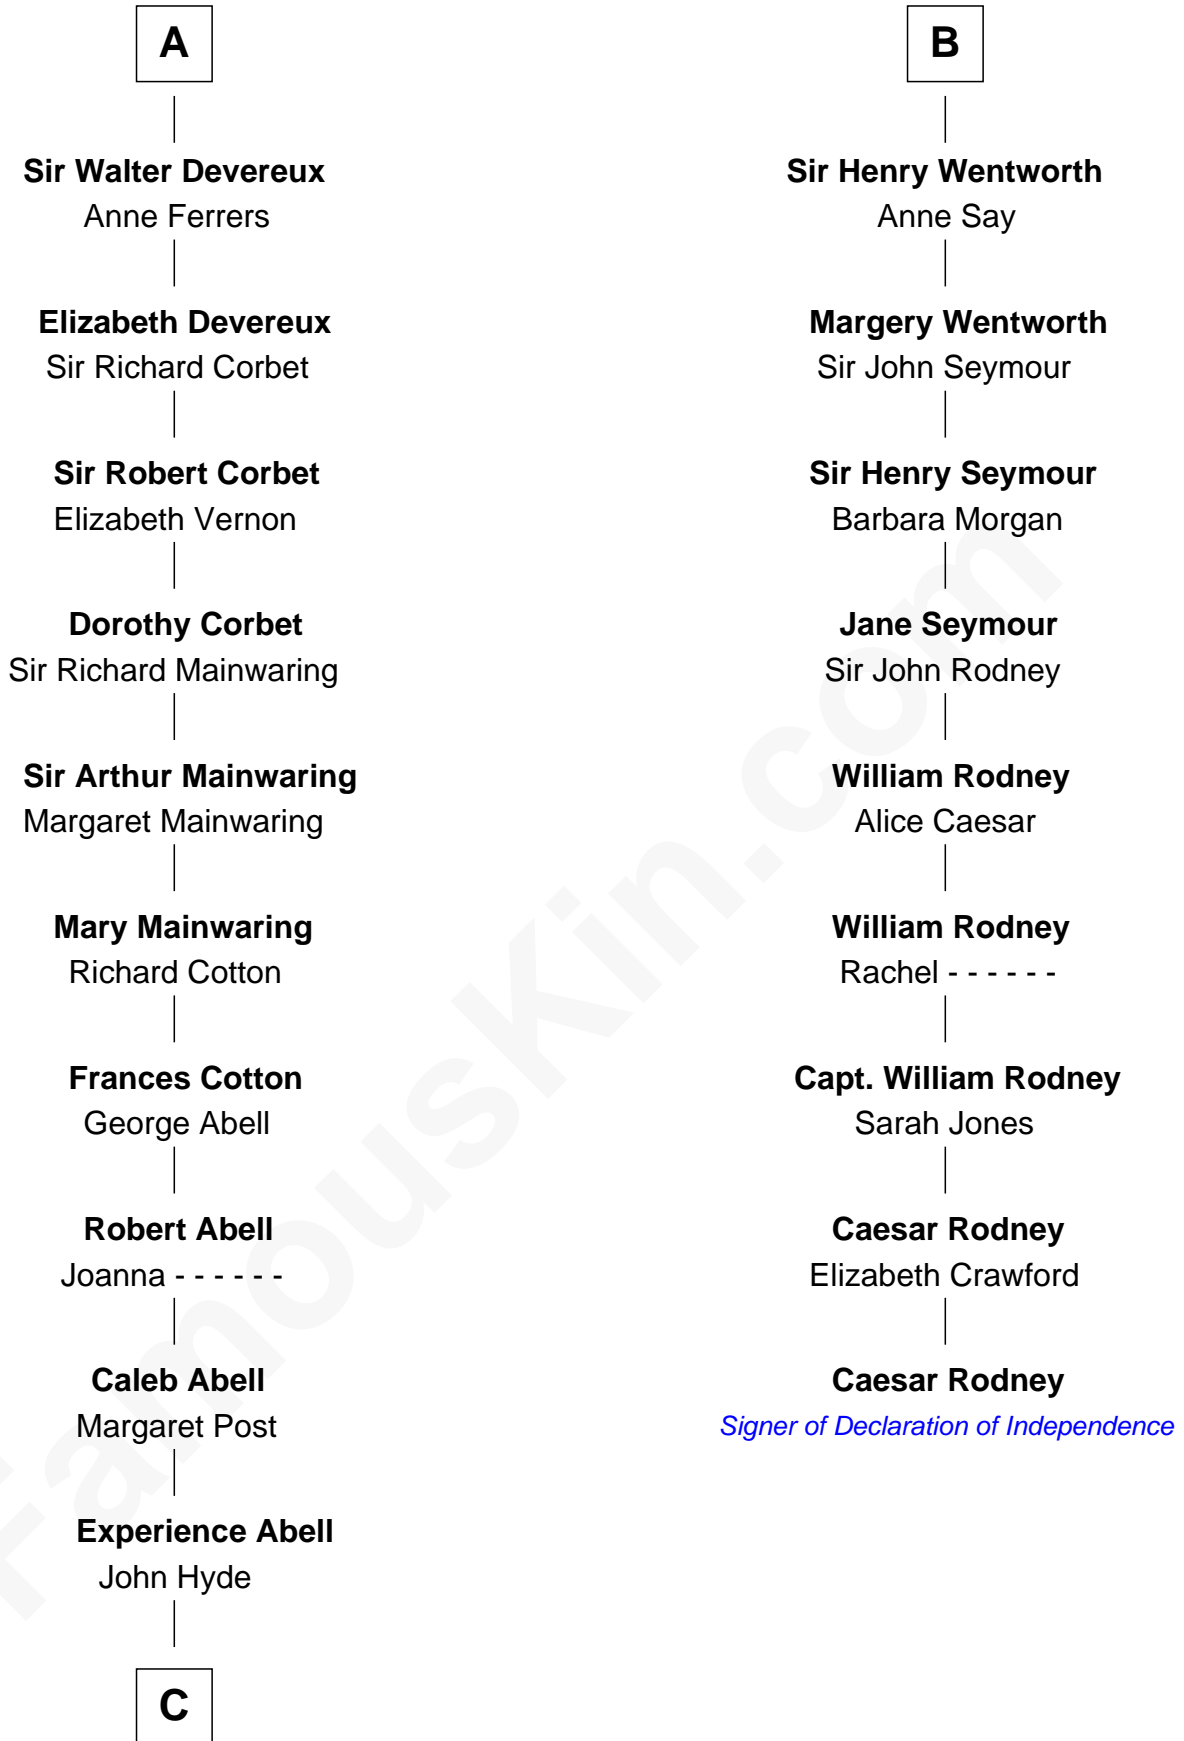 A
Sir Walter Devereux
Anne Ferrers
Elizabeth Devereux
Sir Richard Corbet
Sir Robert Corbet
Elizabeth Vernon
Dorothy Corbet
Sir Richard Mainwaring
Sir Arthur Mainwaring
Margaret Mainwaring
Mary Mainwaring
Richard Cotton
Frances Cotton
George Abell
Robert Abell
Joanna - - - - - -
Caleb Abell
Margaret Post
Experience Abell
John Hyde
C
B
Sir Henry Wentworth
Anne Say
Margery Wentworth
Sir John Seymour
Sir Henry Seymour
Barbara Morgan
Jane Seymour
Sir John Rodney
William Rodney
Alice Caesar
William Rodney
Rachel - - - - - -
Capt. William Rodney
Sarah Jones
Caesar Rodney
Elizabeth Crawford
Caesar Rodney
Signer of Declaration of Independence
FamousKin.com